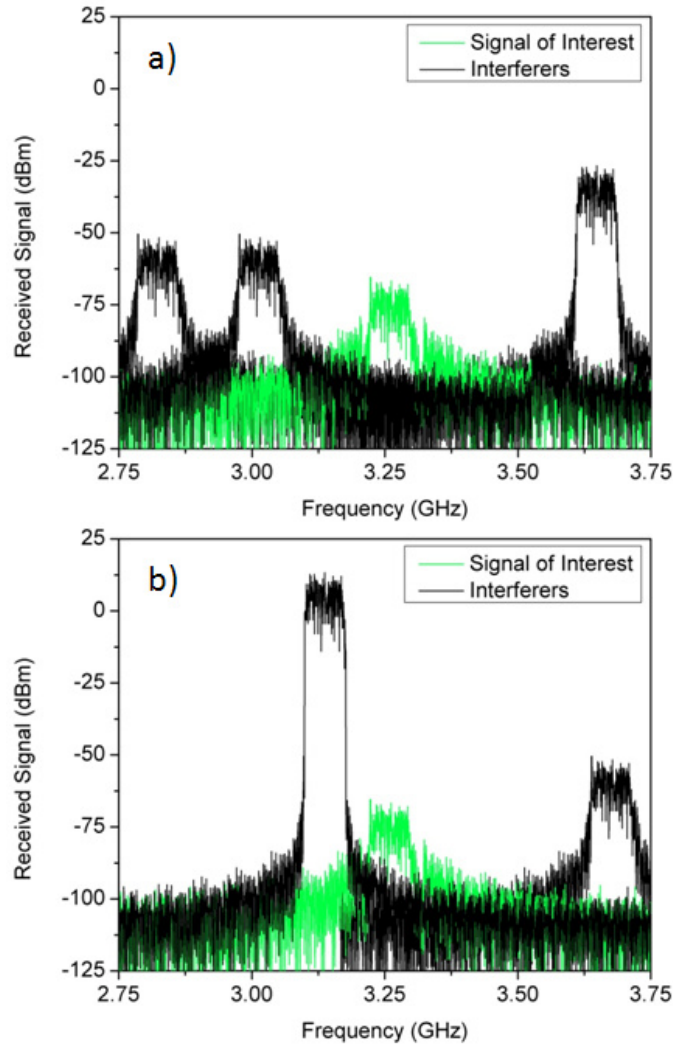 25
a)
Signal of Interest
Interferers
0
-25
-50
-75
-100
-125
Received Signal (dBm)
2.75 3.00 3.25 3.50 3.75
Frequency (GHz)
25
b)
Signal of Interest
Interferers
0
-25
-50
-75
-100
-125
Received Signal (dBm)
2.75 3.00 3.25 3.50 3.75
Frequency (GHz)